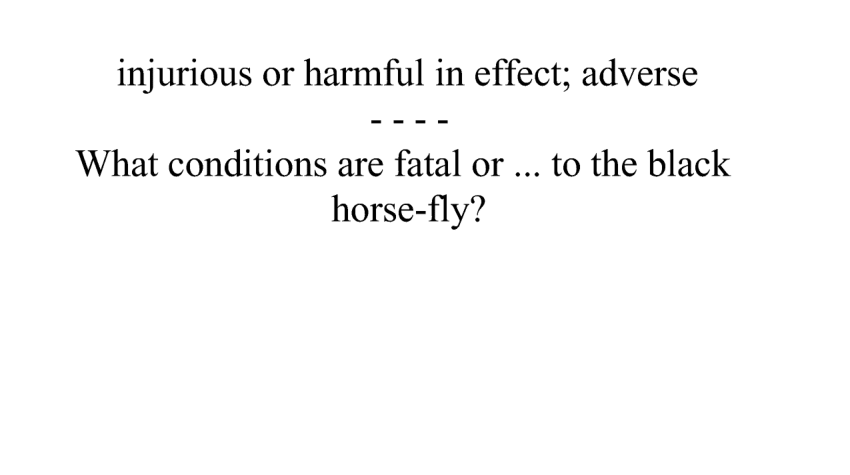 injurious or harmful in effect; adverse
- - - -
What conditions are fatal or ... to the black
horse-fly?